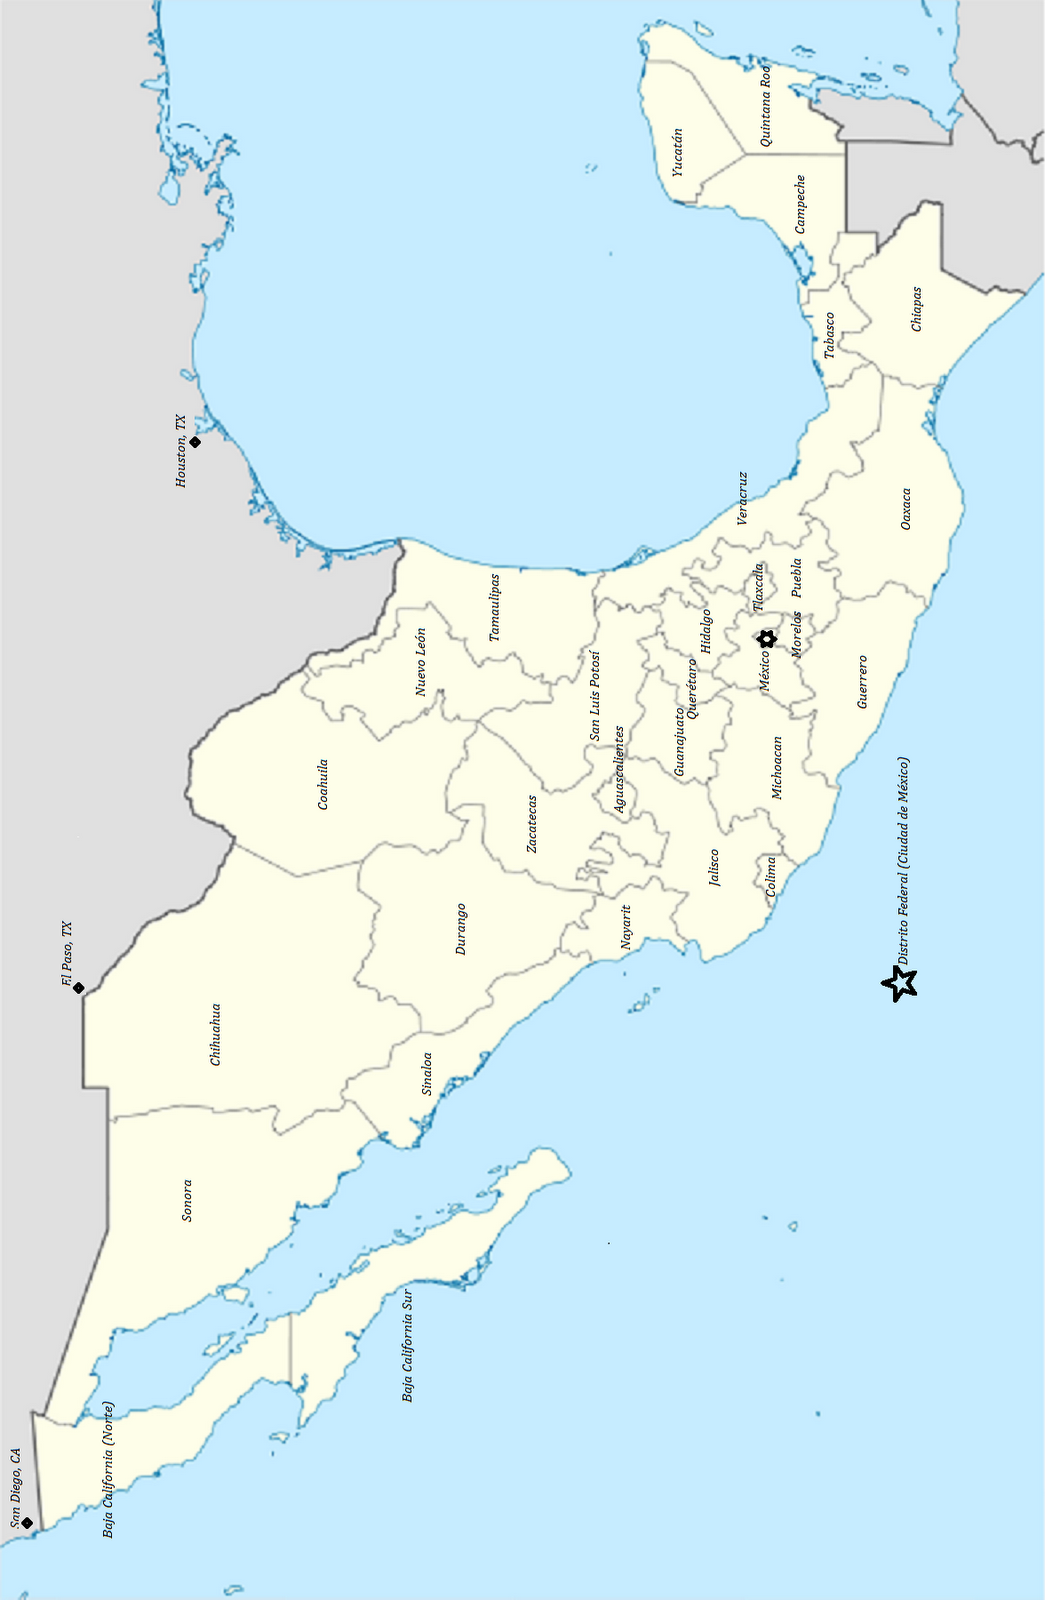 San Diego, CA
El Paso, TX
Houston, TX
Baja California (Norte)
Sonora
Chihuahua
Coahuila
Baja California Sur
Sinaloa
Durango
Nuevo León
Tamaulipas
Zacatecas
San Luis Potosí
Nayarit
Aguascalientes
Jalisco
Guanajuato
Querétaro
Hidalgo
Veracruz
Yucatán
Quintana Roo
Campeche
Colima
Michoacan
México
Tlaxcala
Morelos
Puebla
Tabasco
Guerrero
Oaxaca
Chiapas
Distrito Federal (Ciudad de México)